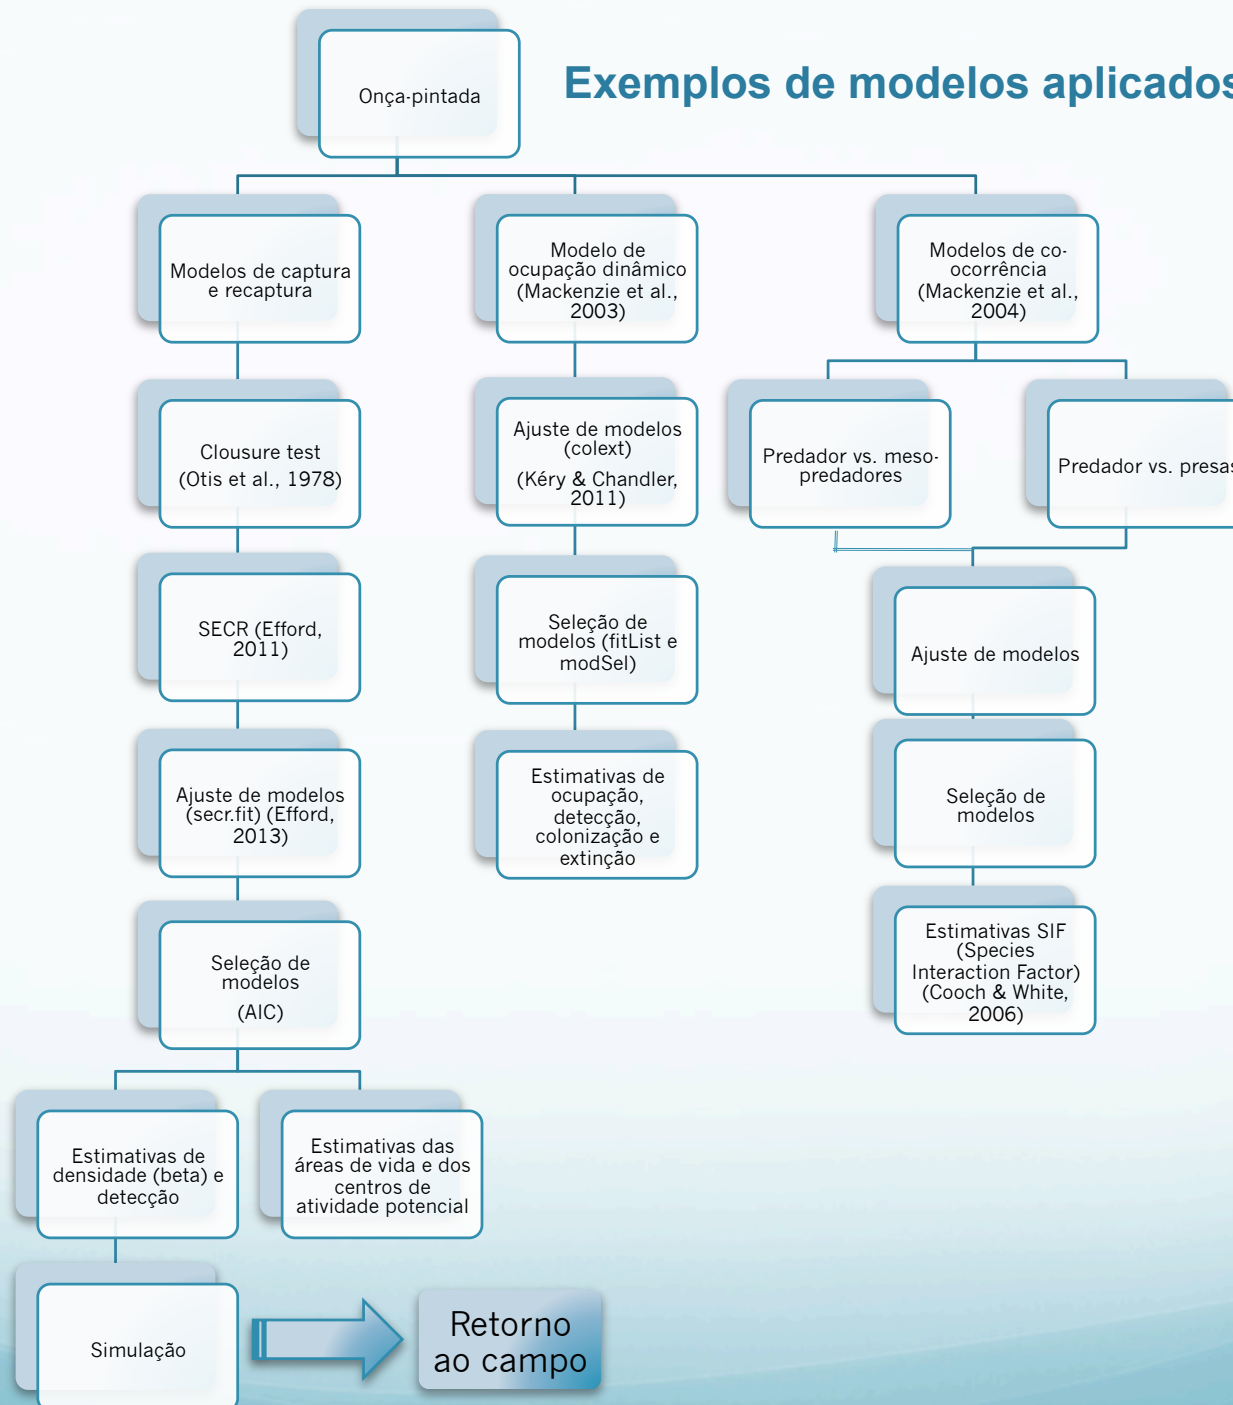 Onça-pintada
Exemplos de modelos aplicados
Modelos de captura
e recaptura
Modelo de
ocupação dinâmico
(Mackenzie et al.,
2003)
Modelos de co-
ocorrência
(Mackenzie et al.,
2004)
Clousure test
(Otis et al., 1978)
Ajuste de modelos
(colext)
(Kéry & Chandler,
2011)
Predador vs. meso-
predadores
Predador vs. presas
SECR (Efford,
2011)
Seleção de
modelos (fitList e
modSel)
Ajuste de modelos
Ajuste de modelos
(secr.fit) (Efford,
2013)
Estimativas de
ocupação,
detecção,
colonização e
extinção
Seleção de
modelos
Seleção de
modelos
(AIC)
Estimativas SIF
(Species
Interaction Factor)
(Cooch & White,
2006)
Estimativas de
densidade (beta) e
detecção
Estimativas das
áreas de vida e dos
centros de
atividade potencial
Simulação
Retorno
ao campo